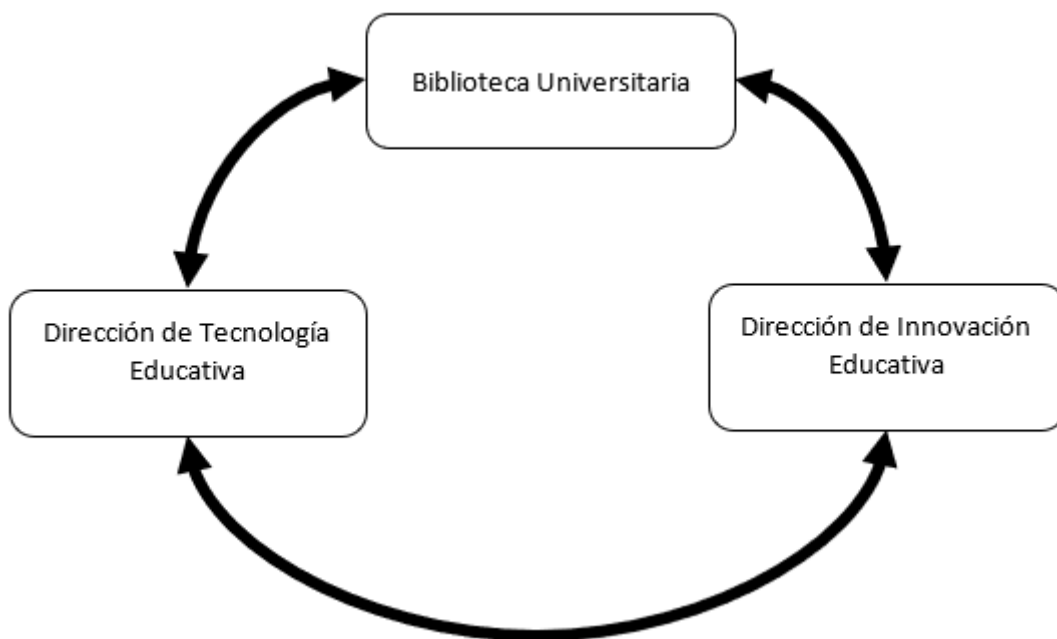 Biblioteca Universitaria
Dirección de Tecnología
Educativa
Dirección de Innovación
Educativa